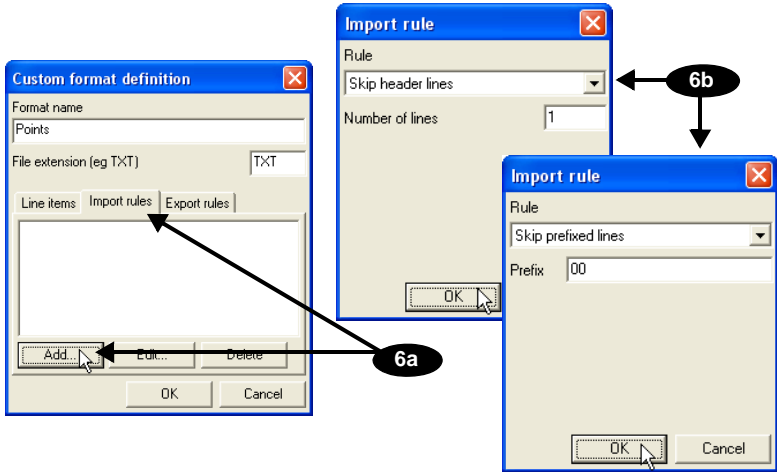 Custom format definition
Format name
Points
File extension (eg TXT)
TXT
Line items
Import rules
Export rules
Add...
Edit...
Delete
OK
Cancel
6a
Import rule
Rule
Skip header lines
Number of lines
1
OK
6b
Import rule
Rule
Skip prefixed lines
Prefix
00
OK
Cancel